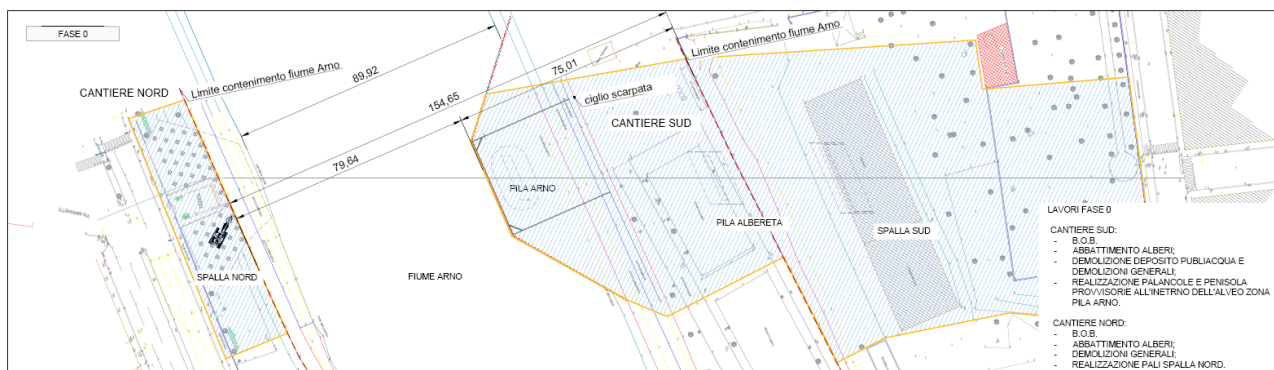 FASE 0
CANTIERE NORD
Limite contenimento fiume Arno
89,92
154,65
79,64
75,01
Limite contenimento fiume Arno
ciglio scarpata
CANTIERE SUD
PILA ARNO
PILA ALBERETA
SPALLA SUD
SPALLA NORD
FIUME ARNO
LAVORI FASE 0
CANTIERE SUD:
- B.O.B.
- ABBATTIMENTO ALBERI;
- DEMOLIZIONE DEPOSITO PUBLIACQUA E
DEMOLIZIONI GENERALI;
- REALIZZAZIONE PALANCOLE E PENISOLA
PROVVISORIE ALL'INETRNO DELL'ALVEO ZONA
PILA ARNO.
CANTIERE NORD:
- B.O.B.
- ABBATTIMENTO ALBERI;
- DEMOLIZIONI GENERALI;
- REALIZZAZIONE PALI SPALLA NORD.